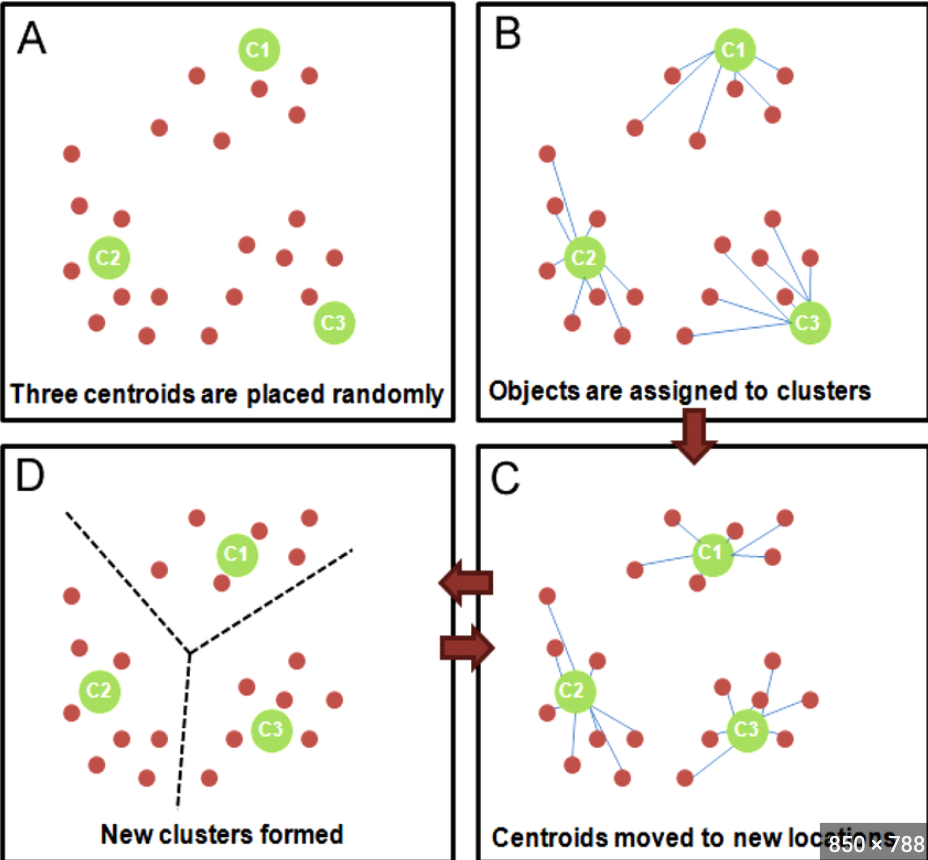 A
C1
C2
C3
Three centroids are placed randomly
B
C1
C2
C3
Objects are assigned to clusters
D
C1
C2
C3
New clusters formed
C
C1
C2
C3
Centroids moved to new locations
850 × 788